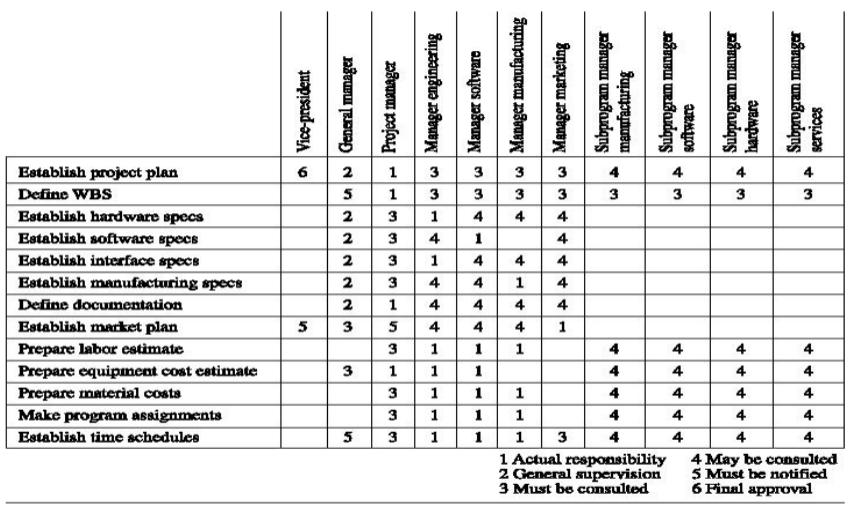 Vice-president
General manager
Project manager
Manager engineering
Manager software
Manager manufacturing
Manager marketing
Subprogram manager
manufacturing
Subprogram manager
software
Subprogram manager
hardware
Subprogram manager
services
Establish project plan 6 2 1 3 3 3 3 4 4 4 4
Define WBS 5 1 3 3 3 3 3 3 3 3
Establish hardware specs 2 3 1 4 4 4
Establish software specs 2 3 4 1 4
Establish interface specs 2 3 1 4 4 4
Establish manufacturing specs 2 3 4 4 1 4
Define documentation 2 1 4 4 4 4
Establish market plan 5 3 5 4 4 4 1
Prepare labor estimate 3 1 1 1 4 4 4 4
Prepare equipment cost estimate 3 1 1 1 4 4 4 4
Prepare material costs 3 1 1 1 4 4 4 4
Make program assignments 3 1 1 1 4 4 4 4
Establish time schedules 5 3 1 1 1 3 4 4 4 4
1 Actual responsibility 4 May be consulted
2 General supervision 5 Must be notified
3 Must be consulted 6 Final approval